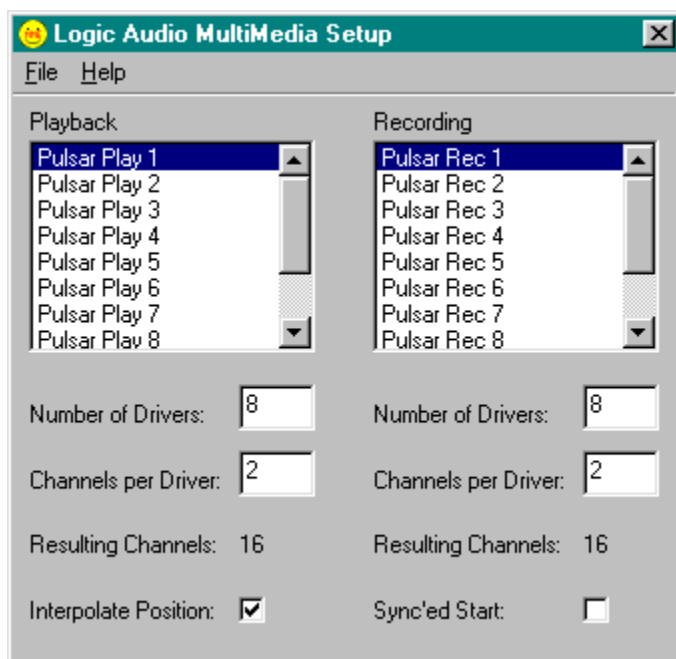 Logic Audio MultiMedia Setup
File Help
Playback
Pulsar Play 1
Pulsar Play 2
Pulsar Play 3
Pulsar Play 4
Pulsar Play 5
Pulsar Play 6
Pulsar Play 7
Pulsar Play 8
Number of Drivers: 8
Channels per Driver: 2
Resulting Channels: 16
Interpolate Position:
Recording
Pulsar Rec 1
Pulsar Rec 2
Pulsar Rec 3
Pulsar Rec 4
Pulsar Rec 5
Pulsar Rec 6
Pulsar Rec 7
Pulsar Rec 8
Number of Drivers: 8
Channels per Driver: 2
Resulting Channels: 16
Sync'ed Start: